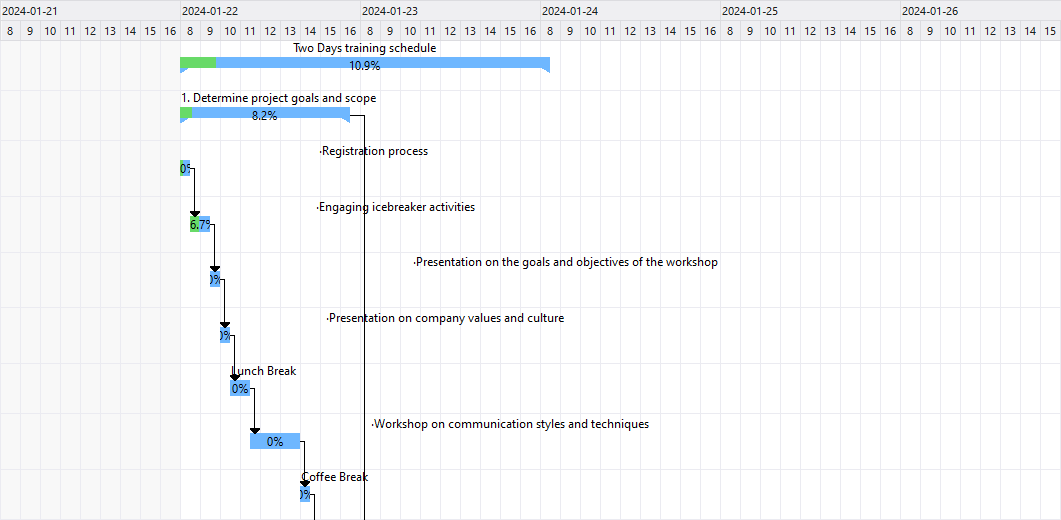 2024-01-21 2024-01-22 2024-01-23 2024-01-24 2024-01-25 2024-01-26
8 9 10 11 12 13 14 15 16 8 9 10 11 12 13 14 15 16 8 9 10 11 12 13 14 15 16 8 9 10 11 12 13 14 15 16 8 9 10 11 12 13 14 15 16 8 9 10 11 12 13 14 15
Two Days training schedule
10.9%
1. Determine project goals and scope
8.2%
·Registration process
·Engaging icebreaker activities
6.7%
·Presentation on the goals and objectives of the workshop
0%
·Presentation on company values and culture
0%
Lunch Break
0%
·Workshop on communication styles and techniques
0%
Coffee Break
0%